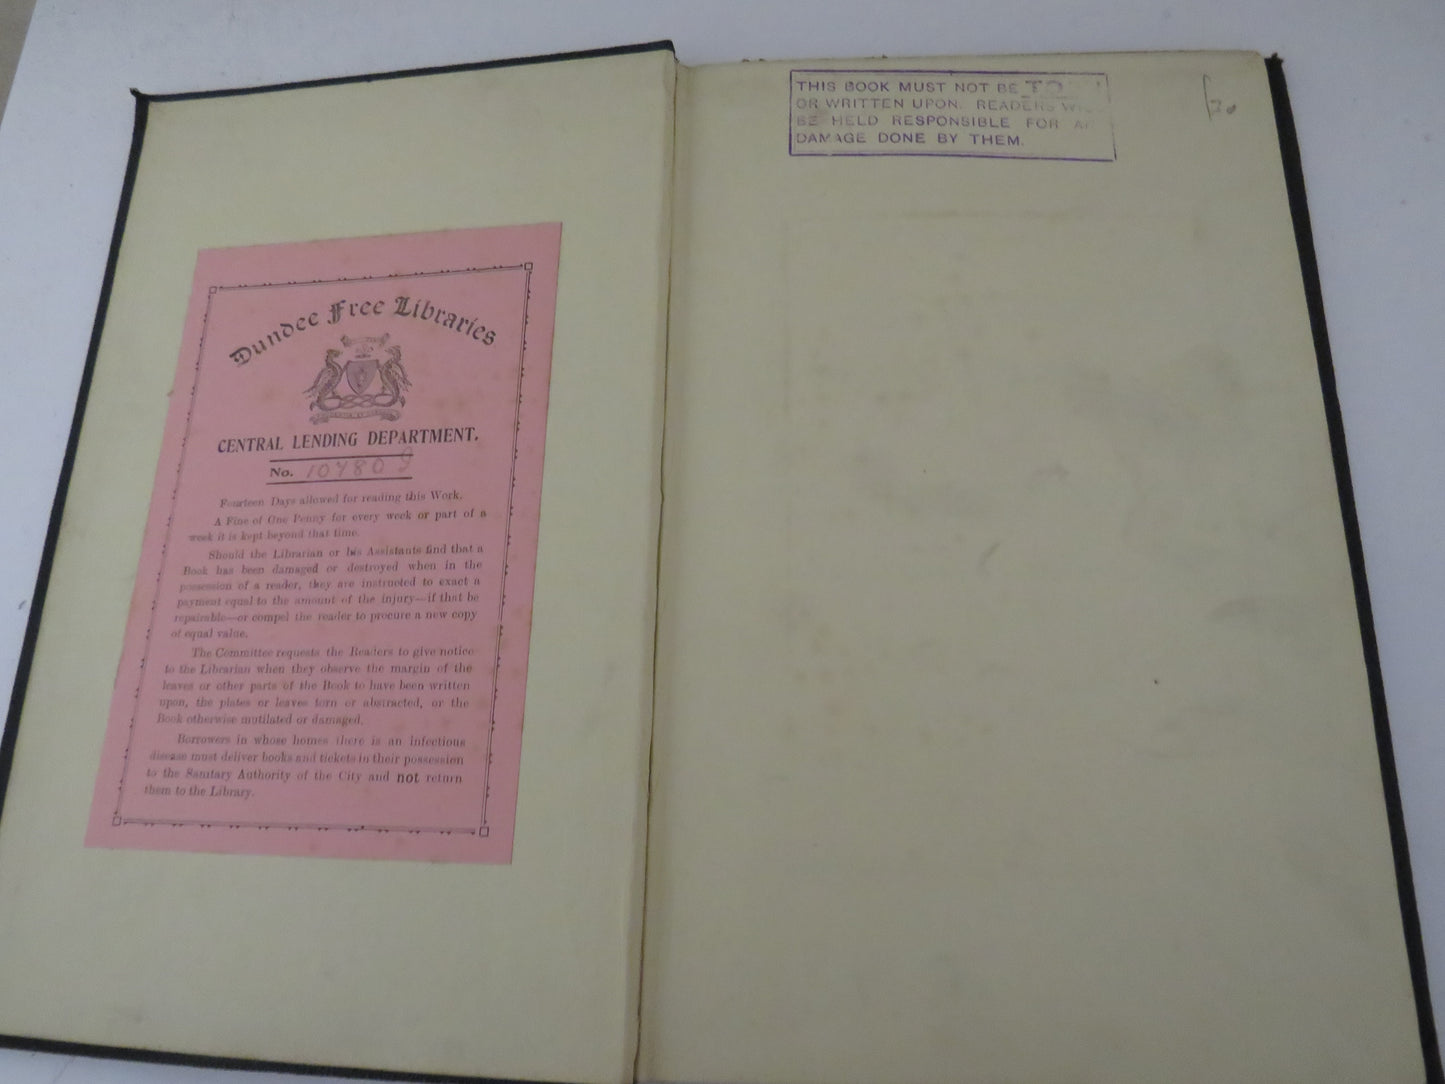 Dundee Free Libraries
CENTRAL LENDING DEPARTMENT.
No. 107809
Fourteen Days allowed for reading this Work.
A Fine of One Penny for every week or part of a
week it is kept beyond that time.
Should the Librarian or his Assistants find that a
Book has been damaged or destroyed when in the
possession of a reader, they are instructed to exact a
payment equal to the amount of the injury—if that be
repairable—or compel the reader to procure a new copy
of equal value.
The Committee requests the Readers to give notice
to the Librarian when they observe the margin of the
leaves or other parts of the Book to have been written
upon, the plates or leaves torn or abstracted, or the
Book otherwise mutilated or damaged.
Borrowers in whose homes there is an infectious
disease must deliver books and tickets in their possession
to the Sanitary Authority of the City and not return
them to the Library.
THIS BOOK MUST NOT BE
OR WRITTEN UPON. READERS
BE HELD RESPONSIBLE FOR
DAMAGE DONE BY THEM.